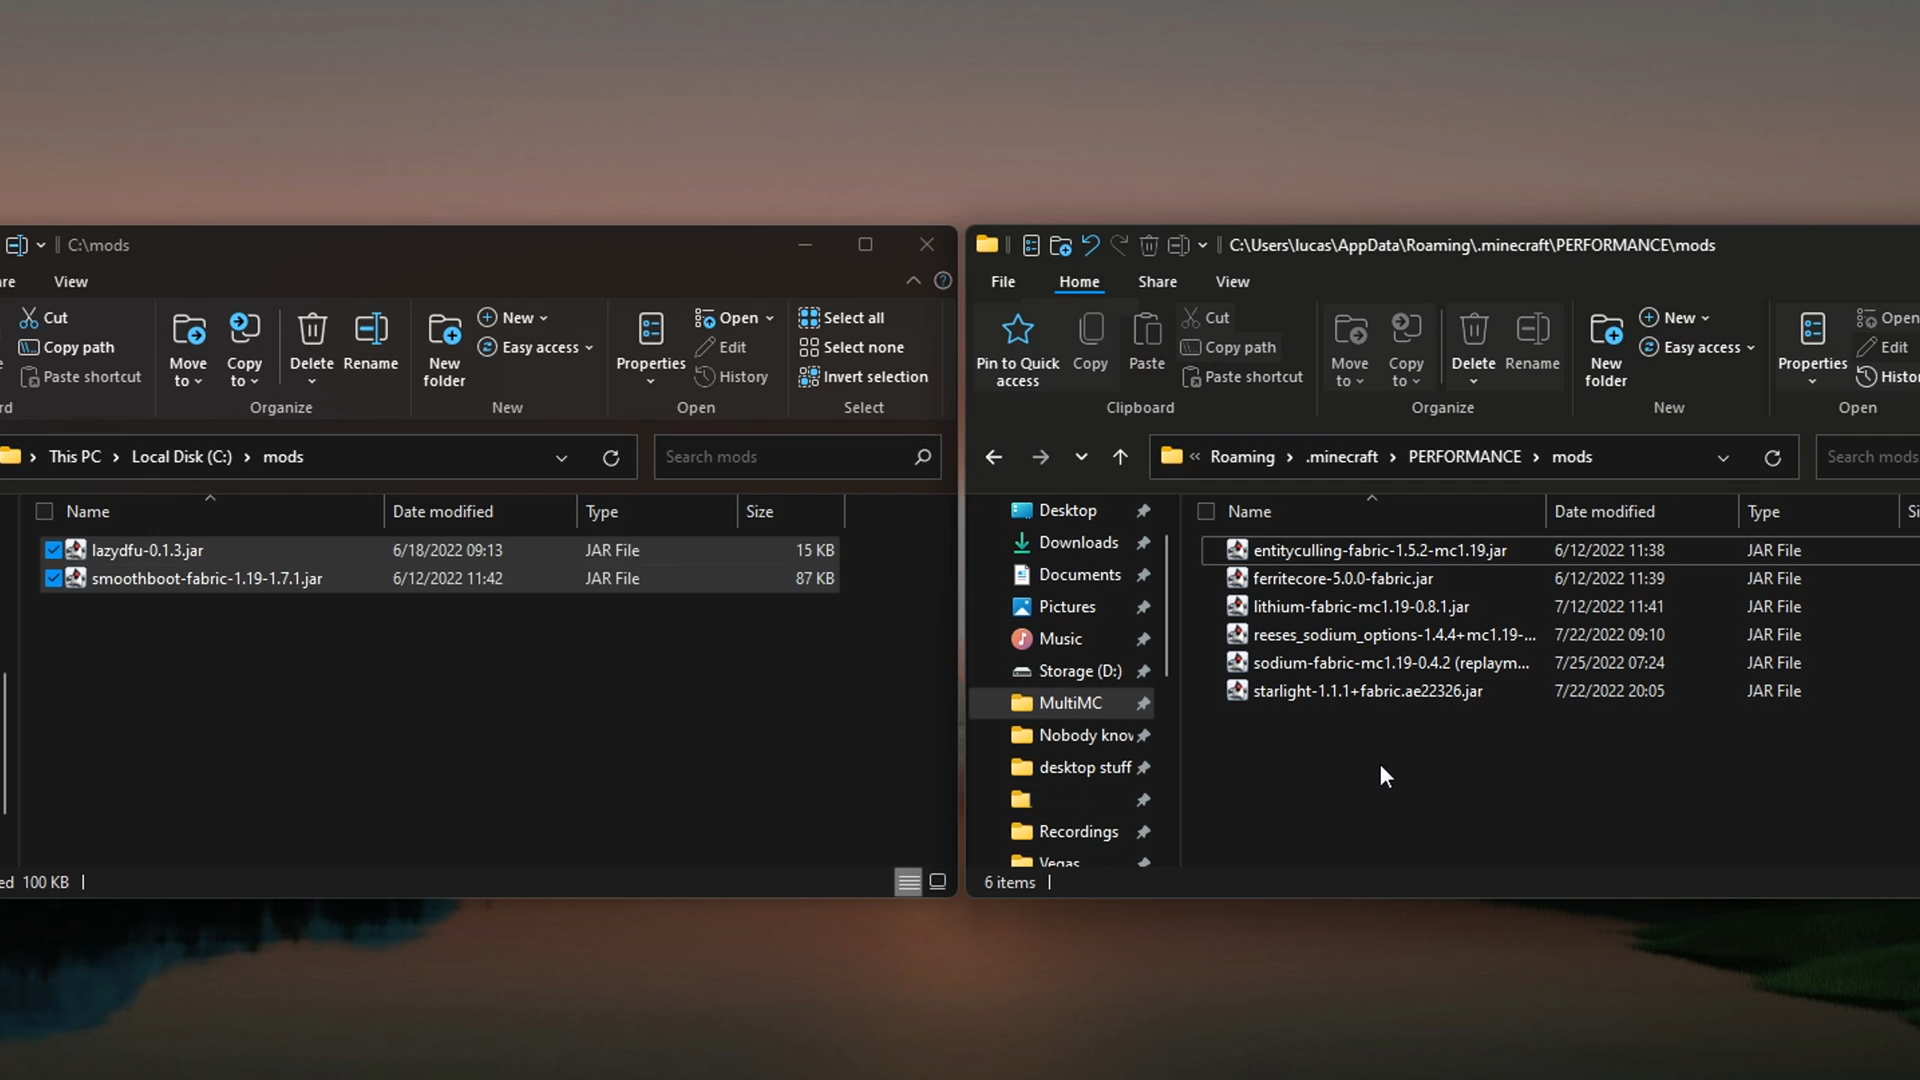 C:\mods
re
View
Cut
Copy path
Paste shortcut
rd
Move to
Copy to
Delete
Rename
Organize
New folder
New
Easy access
New
Properties
Open
Edit
History
Open
Select all
Select none
Invert selection
Select
This PC
Local Disk (C:)
mods
Search mods
Name
Date modified
Type
Size
lazydfu-0.1.3.jar 6/18/2022 09:13 JAR File 15 KB
smoothboot-fabric-1.19-1.7.1.jar 6/12/2022 11:42 JAR File 87 KB
ed 100 KB
C:\Users\lucas\AppData\Roaming\.minecraft\PERFORMANCE\mods
File
Home
Share
View
Pin to Quick access
Copy
Paste
Cut
Copy path
Paste shortcut
Clipboard
Move to
Copy to
Delete
Rename
Organize
New folder
New
Easy access
New
Properties
Open
Edit
Histor
Open
« Roaming
.minecraft
PERFORMANCE
mods
Search mods
Desktop
Downloads
Documents
Pictures
Music
Storage (D:)
MultiMC
Nobody know
desktop stuff
Recordings
Vegas
Name
Date modified
Type
Si
entityculling-fabric-1.5.2-mc1.19.jar 6/12/2022 11:38 JAR File
ferritecore-5.0.0-fabric.jar 6/12/2022 11:39 JAR File
lithium-fabric-mc1.19-0.8.1.jar 7/12/2022 11:41 JAR File
reeses_sodium_options-1.4.4+mc1.19-... 7/22/2022 09:10 JAR File
sodium-fabric-mc1.19-0.4.2 (replaym... 7/25/2022 07:24 JAR File
starlight-1.1.1+fabric.ae22326.jar 7/22/2022 20:05 JAR File
6 items